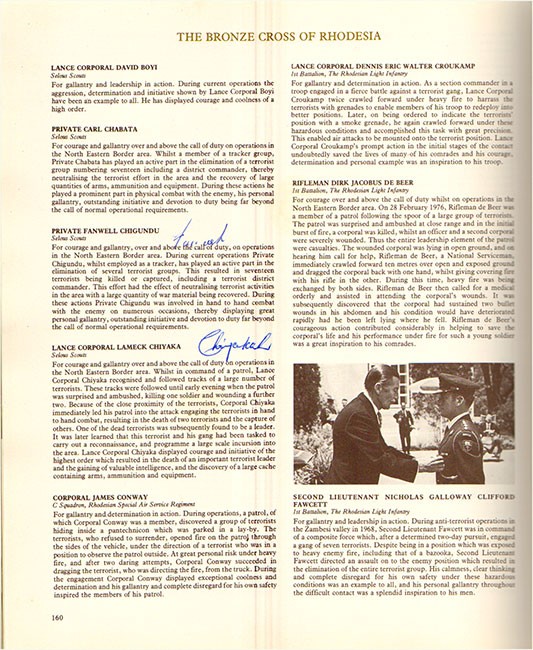 THE BRONZE CROSS OF RHODESIA
LANCE CORPORAL DAVID BOYI
Selous Scouts
For gallantry and leadership in action. During current operations the
aggression, determination and initiative shown by Lance Corporal Boyi
have been an example to all. He has displayed courage and coolness of a
high order.
PRIVATE CARL CHABATA
Selous Scouts
For courage and gallantry over and above the call of duty on operations in
the North Eastern Border area. Whilst a member of a tracker group,
Private Chabata has played an active part in the elimination of a terrorist
group numbering seventeen including a district commander, thereby
neutralising the terrorist effort in the area and the recovery of large
quantities of arms, ammunition and equipment. During these actions he
played a prominent part in physical combat with the enemy, his personal
gallantry, outstanding initiative and devotion to duty being far beyond
the call of normal operational requirements.
PRIVATE FANWELL CHIGUNDU
Selous Scouts
For courage and gallantry, over and above the call of duty, on operations
in the North Eastern Border area. During current operations Private
Chigundu, whilst employed as a tracker, has played an active part in the
elimination of several terrorist groups. This resulted in seventeen
terrorists being killed or captured, including a terrorist district
commander. This effort had the effect of neutralising terrorist activities
in the area with a large quantity of war material being recovered. During
these actions Private Chigundu was involved in hand to hand combat
with the enemy on numerous occasions, thereby displaying great
personal gallantry, outstanding initiative and devotion to duty far beyond
the call of normal operational requirements.
LANCE CORPORAL LAMECK CHIYAKA
Selous Scouts
For courage and gallantry over and above the call of duty on operations in
the North Eastern Border area. Whilst in command of a patrol, Lance
Corporal Chiyaka recognised and followed tracks of a large number of
terrorists. These tracks were followed until early evening when the patrol
was surprised and ambushed, killing one soldier and wounding a further
two. Because of the close proximity of the terrorists, Corporal Chiyaka
immediately led his patrol into the attack engaging the terrorists in hand
to hand combat, resulting in the death of two terrorists and the capture of
others. One of the dead terrorists was subsequently found to be a leader.
It was later learned that this terrorist and his gang had been tasked to
carry out a reconnaissance, and programme a large scale incursion into
the area. Lance Corporal Chiyaka displayed courage and initiative of the
highest order which resulted in the death of an important terrorist leader
and the gaining of valuable intelligence, and the discovery of a large cache
containing arms, ammunition and equipment.
CORPORAL JAMES CONWAY
C Squadron, Rhodesian Special Air Service Regiment
For gallantry and determination in action. During operations, a patrol, of
which Corporal Conway was a member, discovered a group of terrorists
hiding inside a pantechnicon which was parked in a lay-by. The
terrorists, who refused to surrender, opened fire on the patrol through
the sides of the vehicle, under the direction of a terrorist who was in a
position to observe the patrol outside. At great personal risk under heavy
fire, and after two daring attempts, Corporal Conway succeeded in
dragging the terrorist, who was directing the fire, from the truck. During
the engagement Corporal Conway displayed exceptional coolness and
determination and his gallantry and complete disregard for his own safety
inspired the members of his patrol.
160
LANCE CORPORAL DENNIS ERIC WALTER CROUKAMP
1st Battalion, The Rhodesian Light Infantry
For gallantry and determination in action. As a section commander in a
troop engaged in a fierce battle against a terrorist gang, Lance Corporal
Croukamp twice crawled forward under heavy fire to harrass the
terrorists with grenades to enable members of his troop to redeploy into
better positions. Later, on being ordered to indicate the terrorists'
position with a smoke grenade, he again crawled forward under these
hazardous conditions and accomplished this task with great precision.
This enabled air attacks to be mounted onto the terrorist position. Lance
Corporal Croukamp's prompt action in the initial stages of the contact
undoubtedly saved the lives of many of his comrades and his courage,
determination and personal example was an inspiration to his troop.
RIFLEMAN DIRK JACOBUS DE BEER
1st Battalion, The Rhodesian Light Infantry
For courage over and above the call of duty whilst on operations in the
North Eastern Border area. On 28 February 1976, Rifleman de Beer was
a member of a patrol following the spoor of a large group of terrorists.
The patrol was surprised and ambushed at close range and in the initial
burst of fire, a corporal was killed, whilst an officer and a second corporal
were severely wounded. Thus the entire leadership element of the patrol
were casualties. The wounded corporal was lying in open ground, and on
hearing him call for help, Rifleman de Beer, a National Serviceman,
immediately crawled forward ten metres over open and exposed ground
and dragged the corporal back with one hand, whilst giving covering fire
with his rifle in the other. During this time, heavy fire was being
exchanged by both sides. Rifleman de Beer then called for a medical
orderly and assisted in attending the corporal's wounds. It was
subsequently discovered that the corporal had sustained two bullet
wounds in his abdomen and his condition would have deteriorated
rapidly had he been left lying where he fell. Rifleman de Beer's
courageous action contributed considerably in helping to save the
corporal's life and his performance under fire for such a young soldier
was a great inspiration to his comrades.
SECOND LIEUTENANT NICHOLAS GALLOWAY CLIFFORD
FAWCETT
1st Battalion, The Rhodesian Light Infantry
For gallantry and leadership in action. During anti-terrorist operations in
the Zambesi valley in 1968, Second Lieutenant Fawcett was in command
of a composite force which, after a determined two-day pursuit, engaged
a gang of seven terrorists. Despite being in a position which was exposed
to heavy enemy fire, including that of a bazooka, Second Lieutenant
Fawcett directed an assault on to the enemy position which resulted in
the elimination of the entire terrorist group. His calmness, clear thinking
and complete disregard for his own safety under these hazardous
conditions was an example to all, and his personal gallantry throughout
the difficult contact was a splendid inspiration to his men.